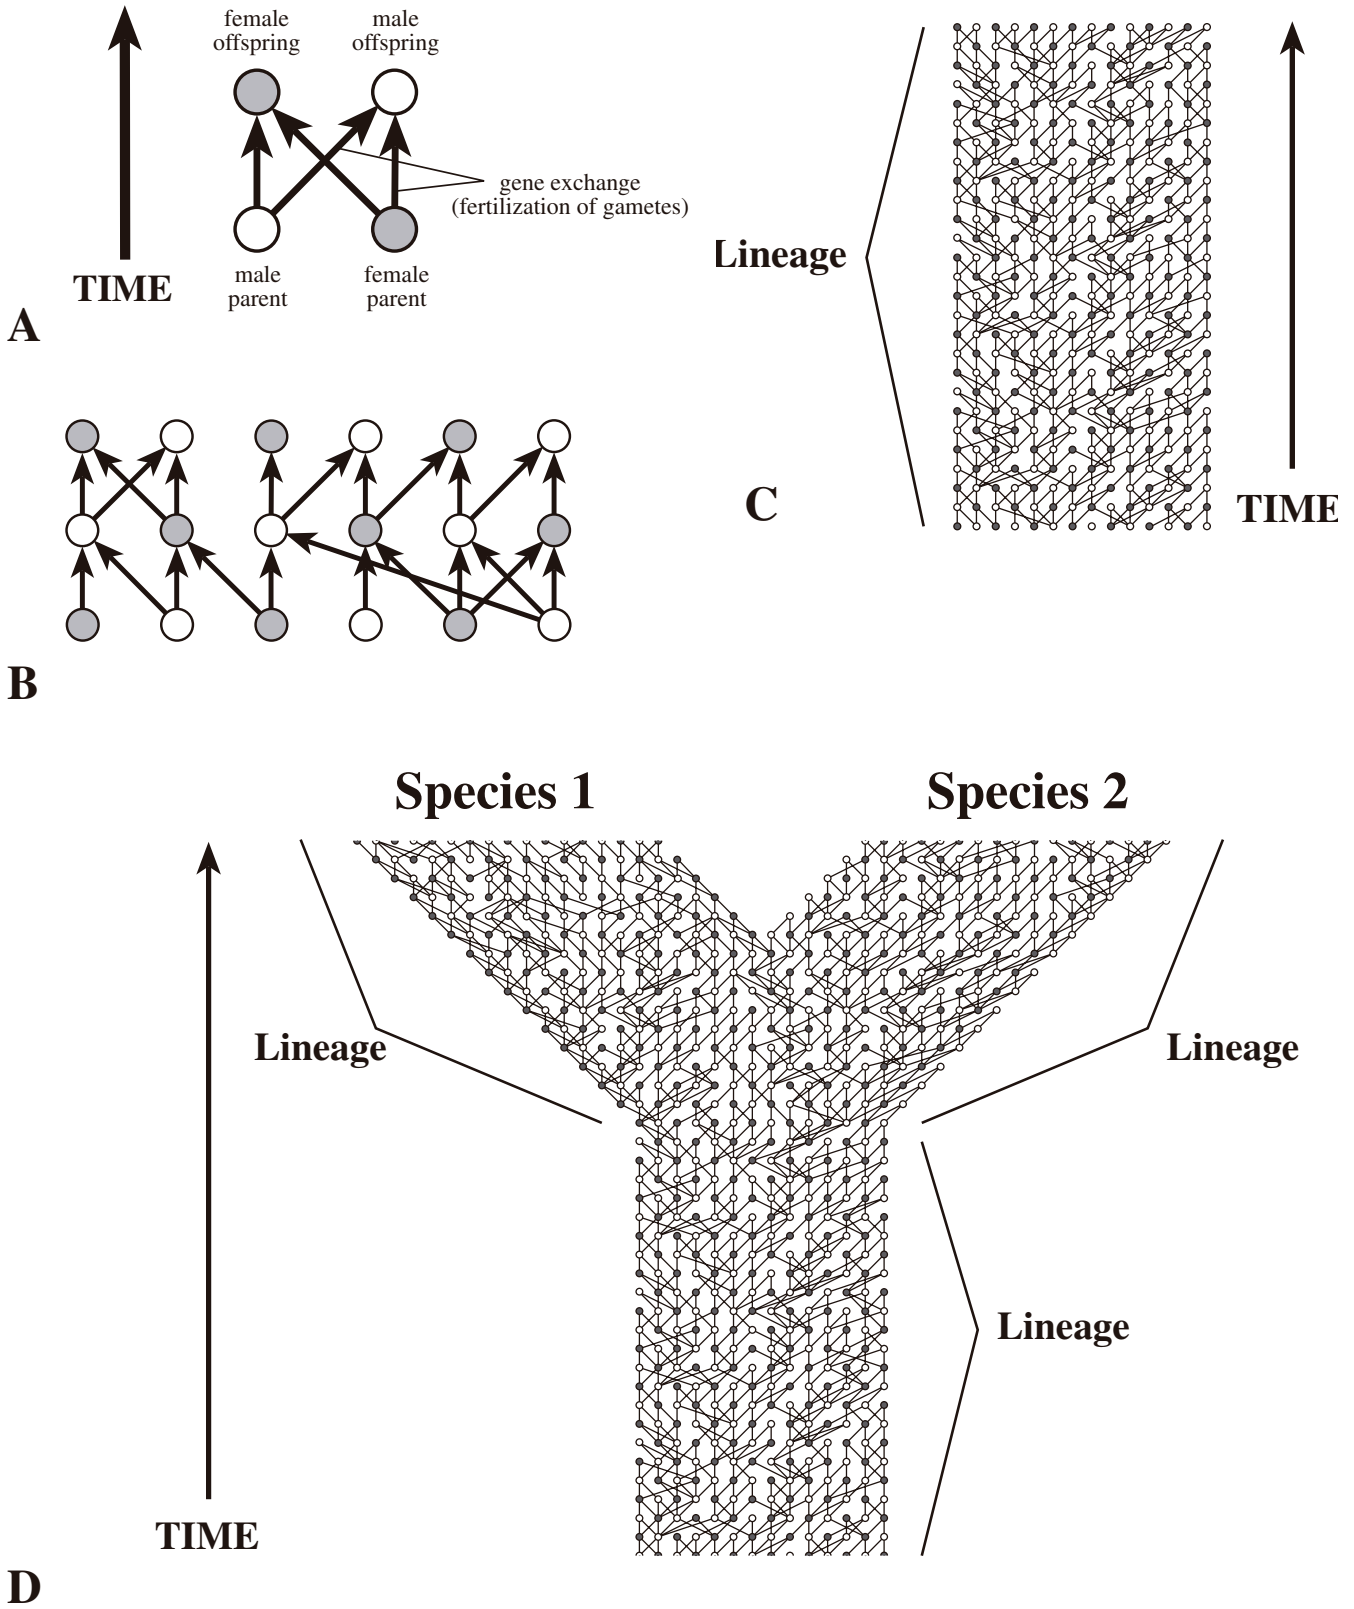 female
offspring
male
offspring
gene exchange
(fertilization of gametes)
male
parent
female
parent
TIME
A
B
Lineage
C
TIME
Species 1
Species 2
Lineage
Lineage
Lineage
TIME
D